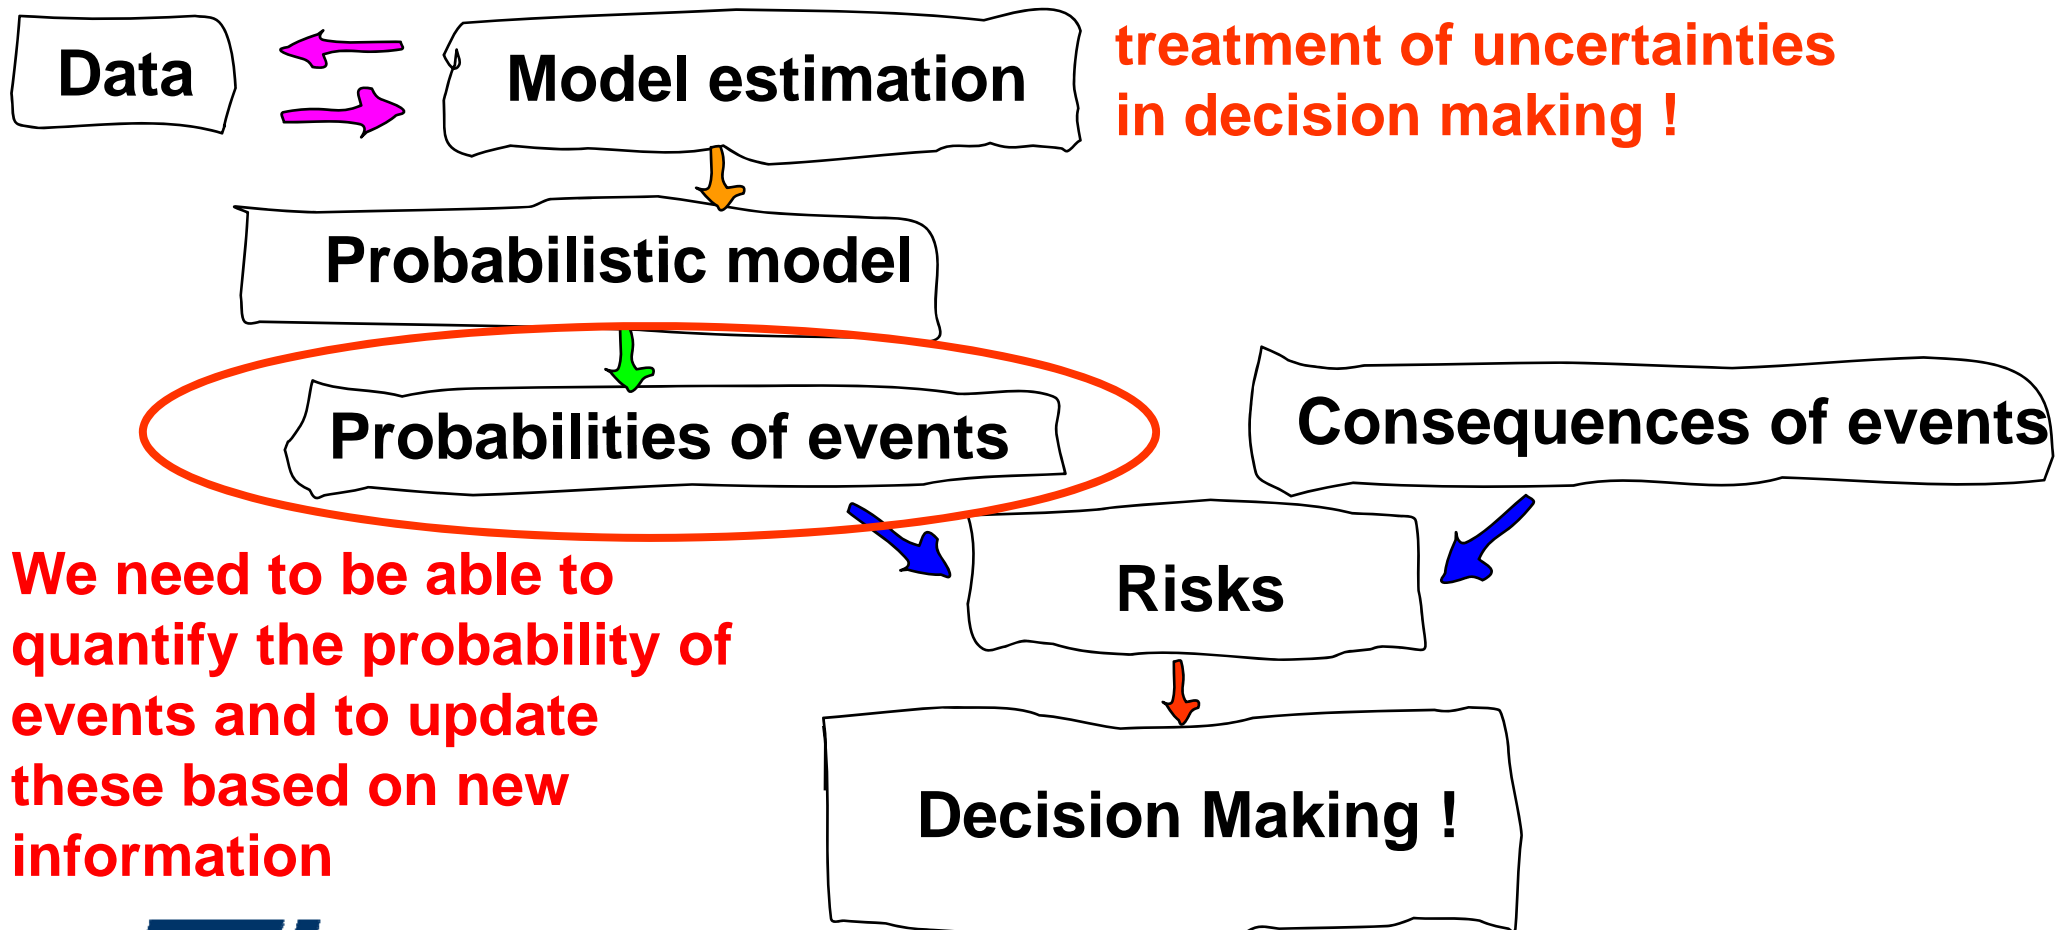 Data
Model estimation
treatment of uncertainties
in decision making !
Probabilistic model
Probabilities of events
Consequences of events
We need to be able to
quantify the probability of
events and to update
these based on new
information
Risks
Decision Making !